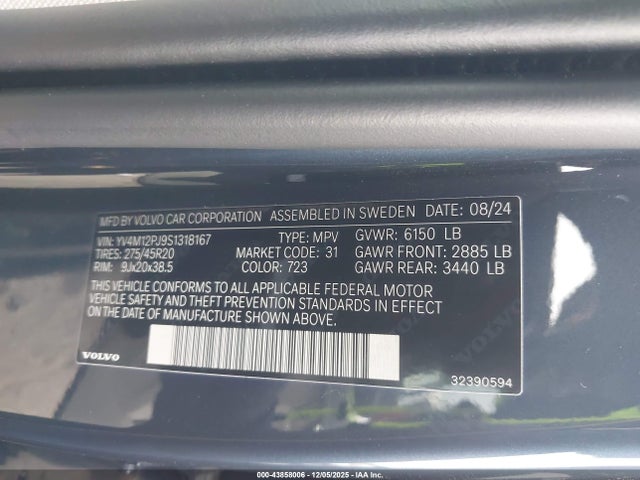 MFD BY VOLVO CAR CORPORATION ASSEMBLED IN SWEDEN 08/24
VIN: YV4M12PJ9S1318167 TYPE: MPV GVWR: 6150 LB
TIRES: 275/45R20 MARKET CODE: 31 GAWR FRONT: 2885 LB
RIM: 9Jx20x38.5 COLOR: 723 GAWR REAR: 3440 LB
THIS VEHICLE CONFORMS TO ALL APPLICABLE FEDERAL MOTOR
VEHICLE SAFETY AND THEFT PREVENTION STANDARDS IN EFFECT
ON THE DATE OF MANUFACTURE SHOWN ABOVE.
VOLVO
32390594
00-43858006 - 12/05/2025 - IAA Inc.